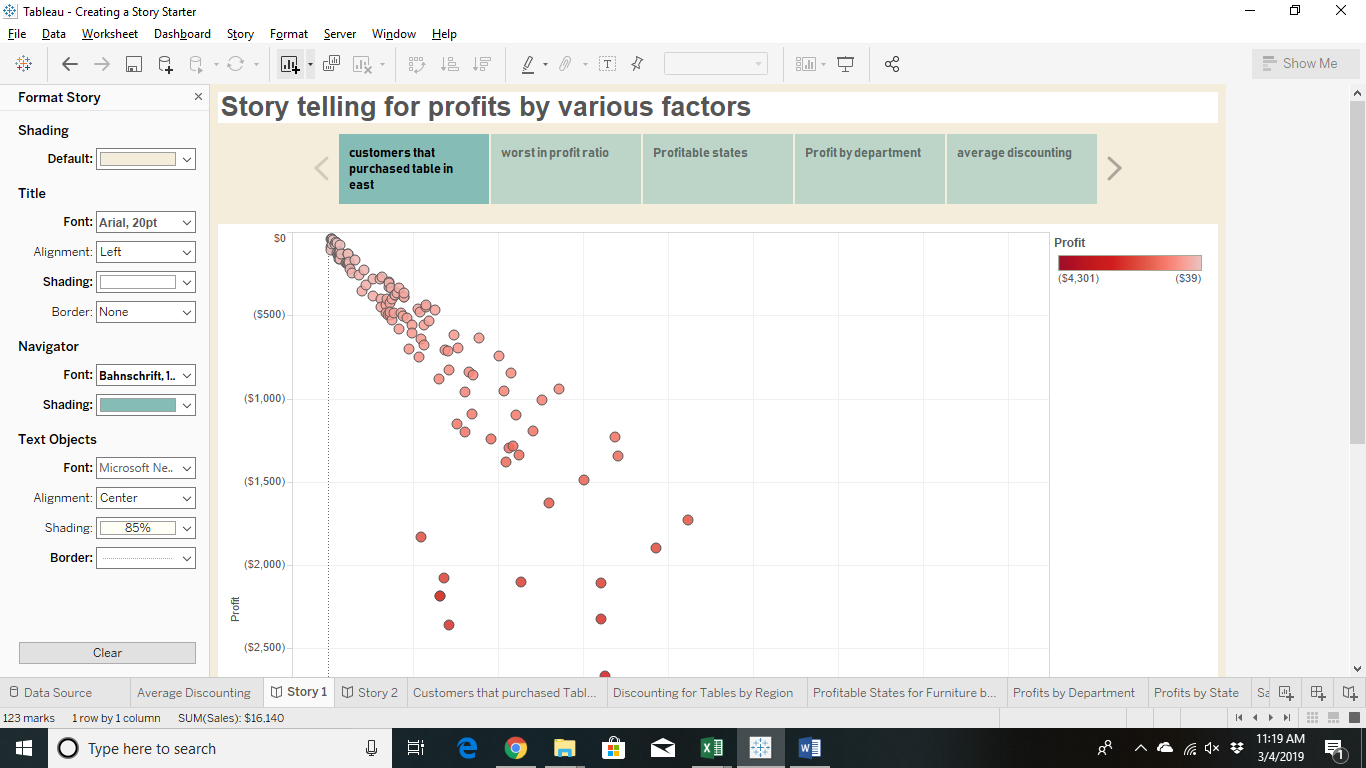 Tableau - Creating a Story Starter
File Data Worksheet Dashboard Story Format Server Window Help
Show Me
Format Story
Shading
Default:
Title
Font: Arial, 20pt
Alignment: Left
Shading:
Border: None
Navigator
Font: Bahnschrift, 1..
Shading:
Text Objects
Font: Microsoft Ne..
Alignment: Center
Shading: 85%
Border:
Clear
Story telling for profits by various factors
customers that
purchased table in
east
worst in profit ratio
Profitable states
Profit by department
average discounting
$0
($500)
($1,000)
($1,500)
($2,000)
($2,500)
Profit
Profit
($4,301) ($39)
Data Source Average Discounting Story 1 Story 2 Customers that purchased Tabl... Discounting for Tables by Region Profitable States for Furniture b... Profits by Department Profits by State Sa
123 marks 1 row by 1 column SUM(Sales): $16,140
Type here to search
11:19 AM
3/4/2019
1